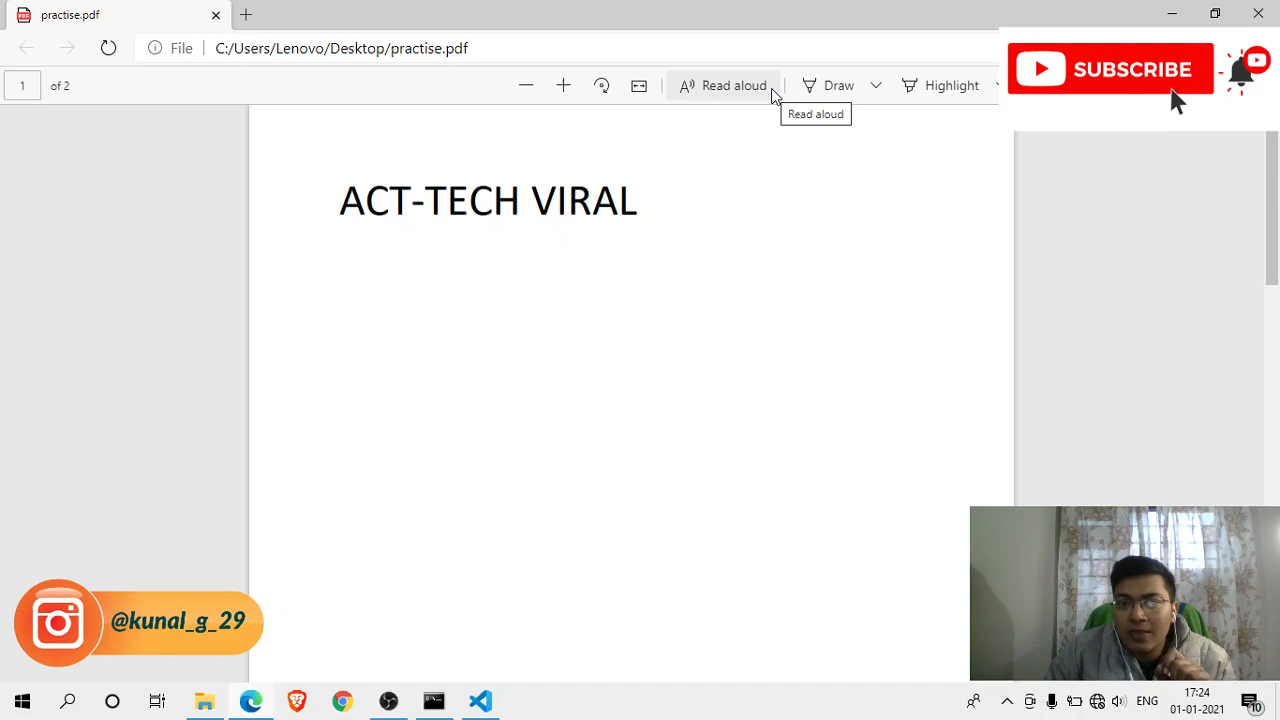 practise.pdf
File C:/Users/Lenovo/Desktop/practise.pdf
SUBSCRIBE
1 of 2
Read aloud Draw Highlight
Read aloud
ACT-TECH VIRAL
@kunal_g_29
ENG 17:24
01-01-2021
10